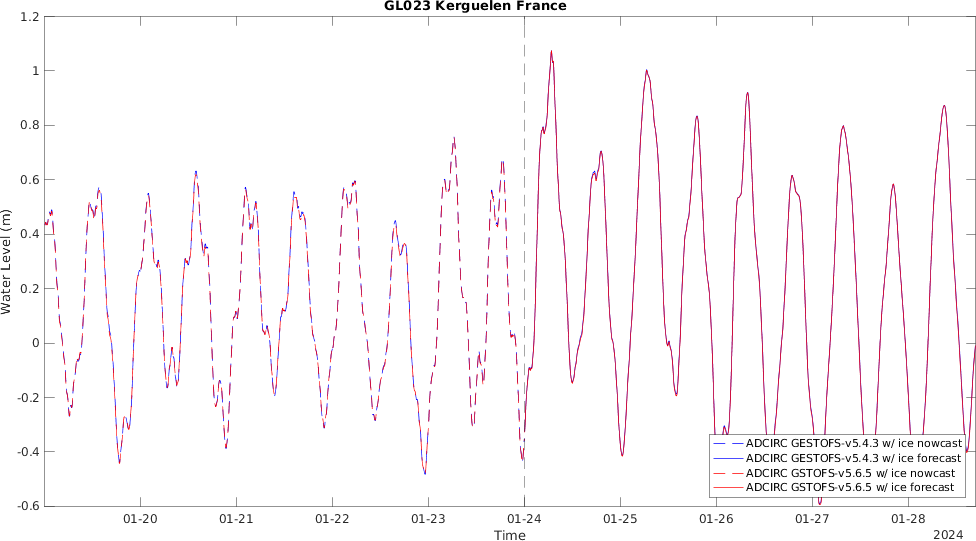 GL023 Kerguelen France
1.2
1
0.8
0.6
0.4
0.2
0
-0.2
-0.4
-0.6
Water Level (m)
ADCIRC GESTOFS-v5.4.3 w/ ice nowcast
ADCIRC GESTOFS-v5.4.3 w/ ice forecast
ADCIRC GSTOFS-v5.6.5 w/ ice nowcast
ADCIRC GSTOFS-v5.6.5 w/ ice forecast
01-20 01-21 01-22 01-23 01-24 01-25 01-26 01-27 01-28
Time
2024